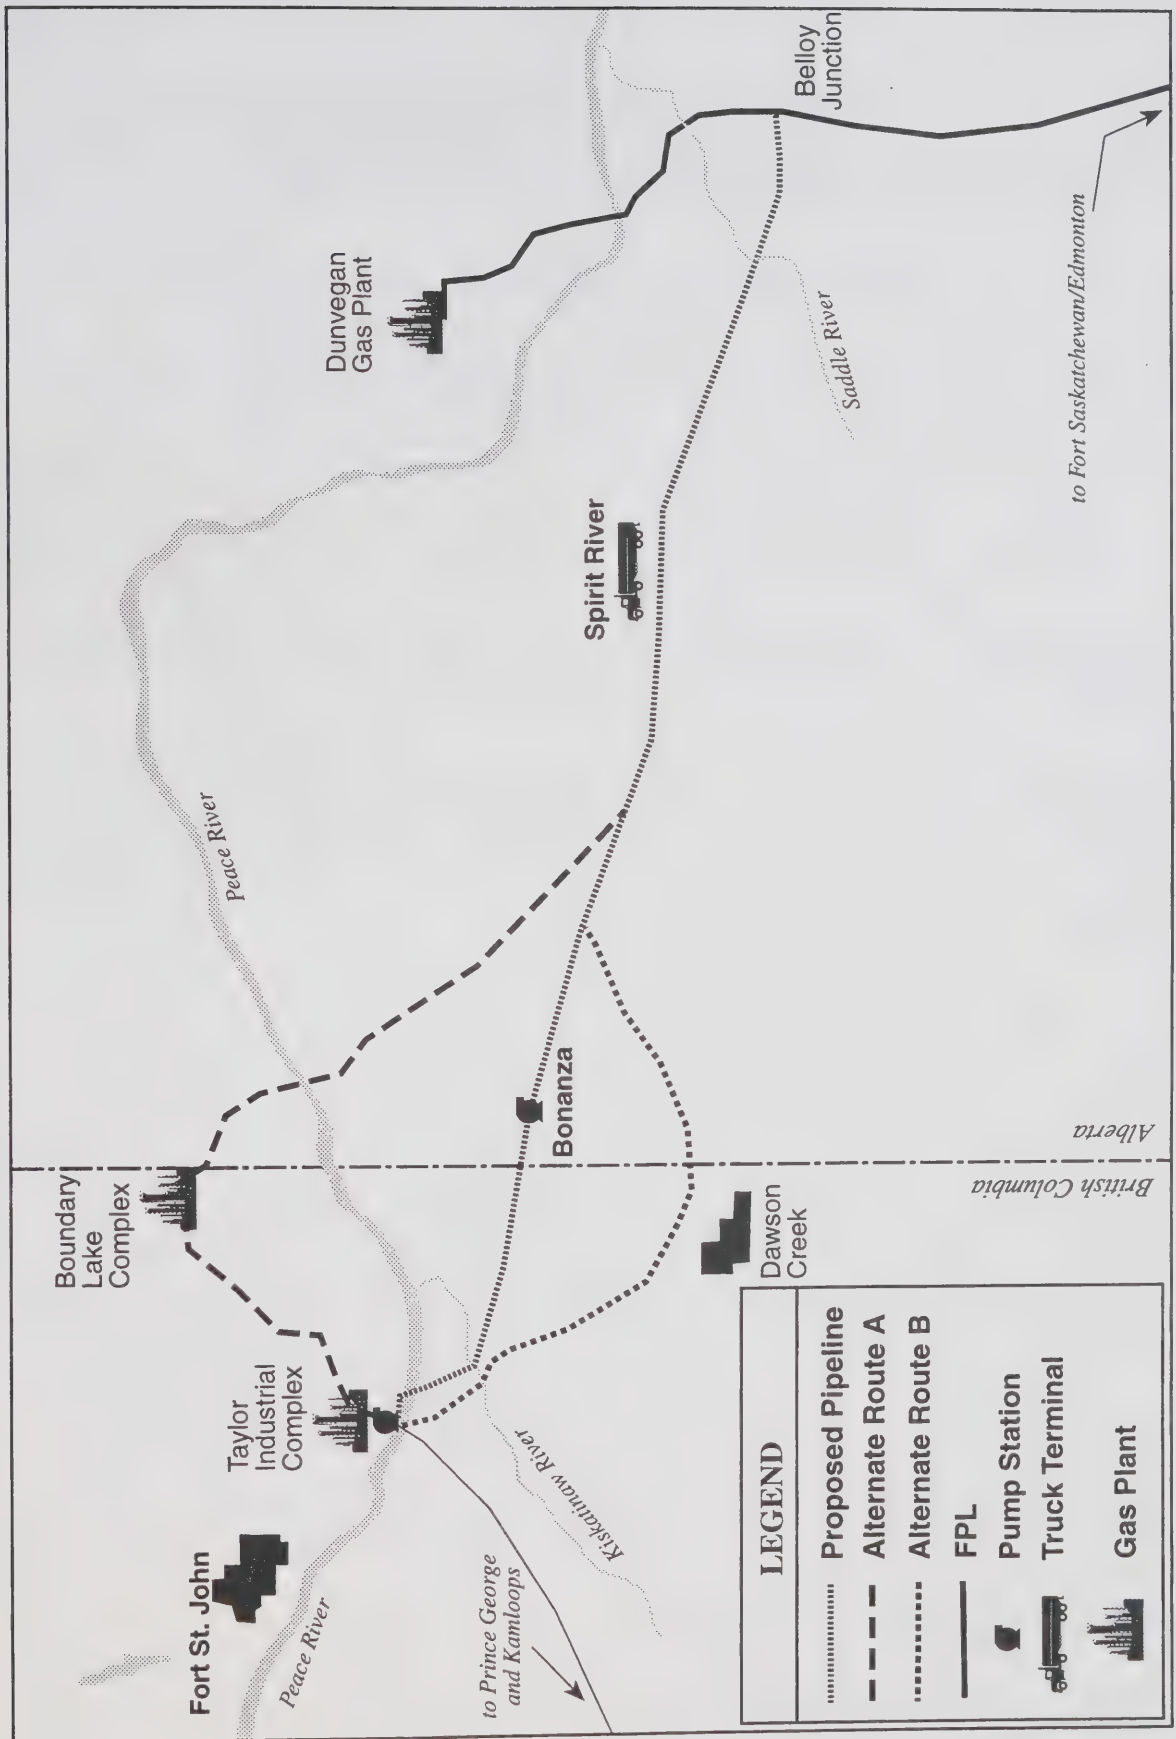 Fort St. John
Peace River
Taylor
Industrial
Complex
Boundary
Lake
Complex
Peace River
Dunvegan
Gas Plant
Belloy
Junction
Saddle River
Spirit River
Bonanza
Kiskatinaw River
to Prince George
and Kamloops
Dawson
Creek
British Columbia
Alberta
to Fort Saskatchewan/Edmonton
LEGEND
Proposed Pipeline
Alternate Route A
Alternate Route B
FPL
Pump Station
Truck Terminal
Gas Plant